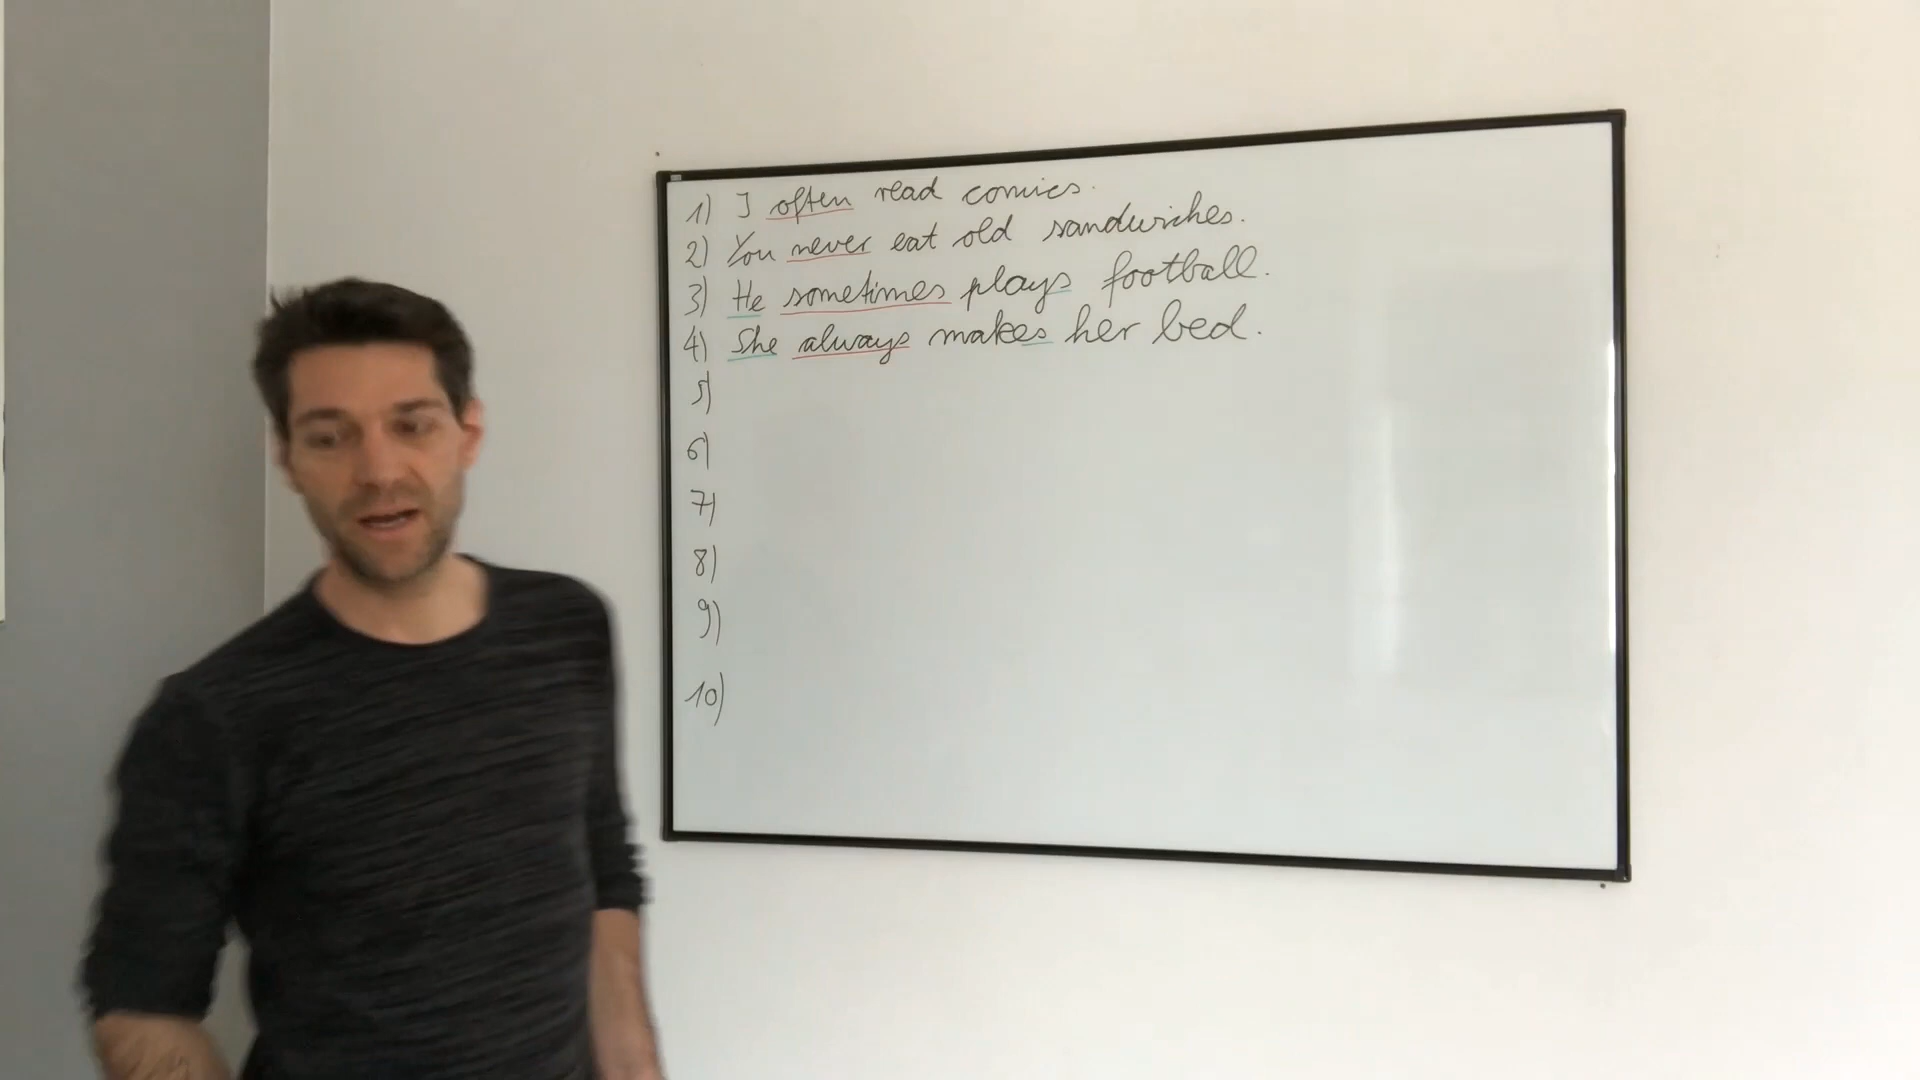 1) I often read comics.
2) You never eat old sandwiches.
3) He sometimes plays football.
4) She always makes her bed.
5)
6)
7)
8)
9)
10)